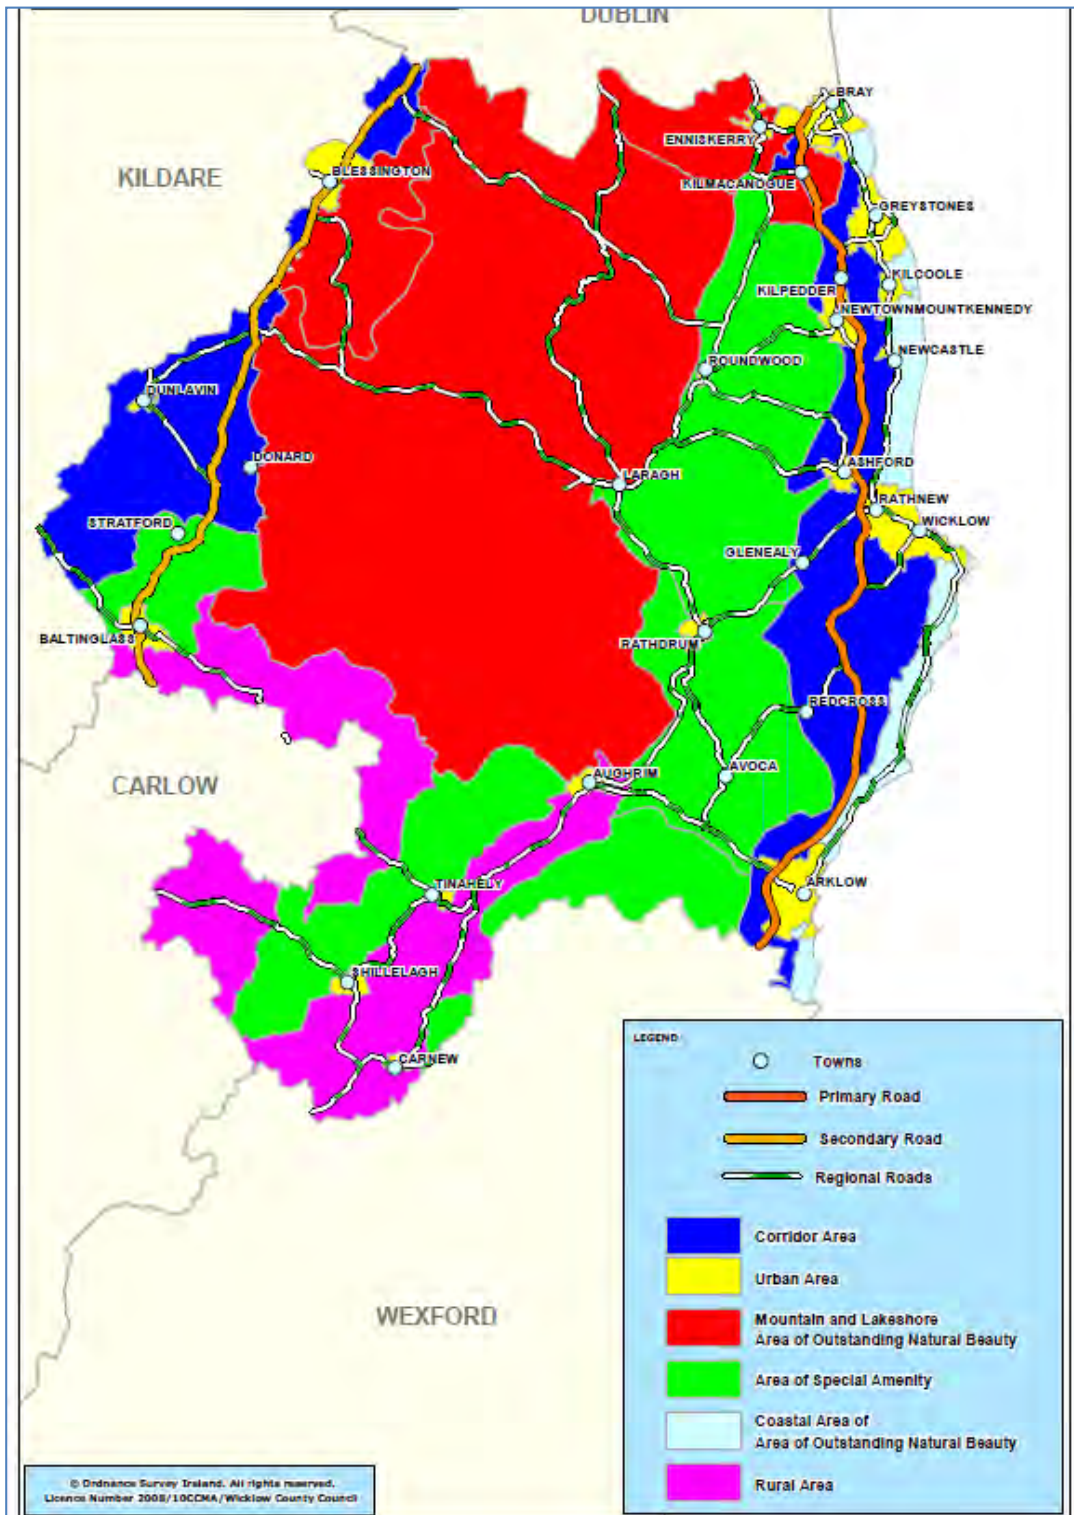 DUBLIN
BRAY
ENNISKERRY
KILDARE
BLESSINGTON
KILMACANOGUE
GREYSTONES
KILCOOLE
KILPEDDER
NEWTOWNMOUNTKENNEDY
NEWCASTLE
ROUNDWOOD
DUNLAVIN
DONARD
ASHFORD
LARAGH
RATHNEW
STRATFORD
WICKLOW
GLENEALY
BALTINGLASS
RATHDRUM
REDCROSS
CARLOW
AUGHRIM
AVOCA
TINAHELY
ARKLOW
SHILLELAGH
CARNEW
WEXFORD
LEGEND
Towns
Primary Road
Secondary Road
Regional Roads
Corridor Area
Urban Area
Mountain and Lakeshore
Area of Outstanding Natural Beauty
Area of Special Amenity
Coastal Area of
Area of Outstanding Natural Beauty
Rural Area
© Ordnance Survey Ireland. All rights reserved.
Licence Number 2008/10CCMA/Wicklow County Council